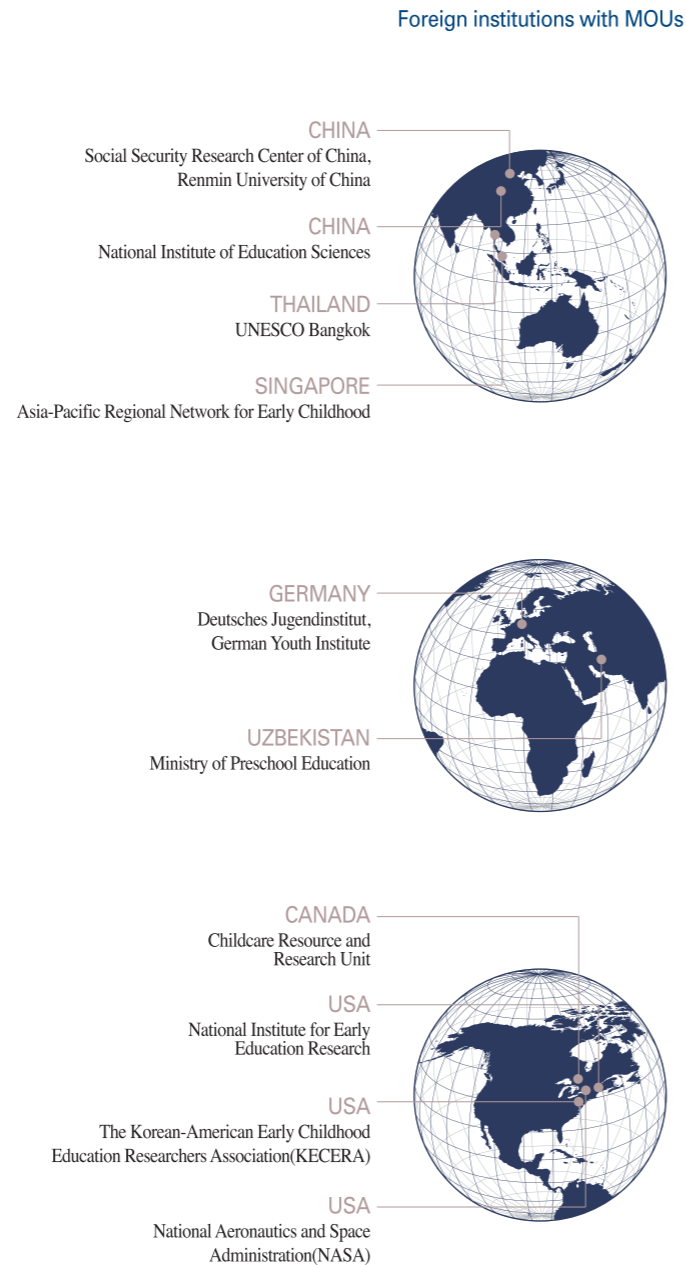 Foreign institutions with MOUs
CHINA
Social Security Research Center of China,
Renmin University of China
CHINA
National Institute of Education Sciences
THAILAND
UNESCO Bangkok
SINGAPORE
Asia-Pacific Regional Network for Early Childhood
GERMANY
Deutsches Jugendinstitut,
German Youth Institute
UZBEKISTAN
Ministry of Preschool Education
CANADA
Childcare Resource and
Research Unit
USA
National Institute for Early
Education Research
USA
The Korean-American Early Childhood
Education Researchers Association(KECERA)
USA
National Aeronautics and Space
Administration(NASA)